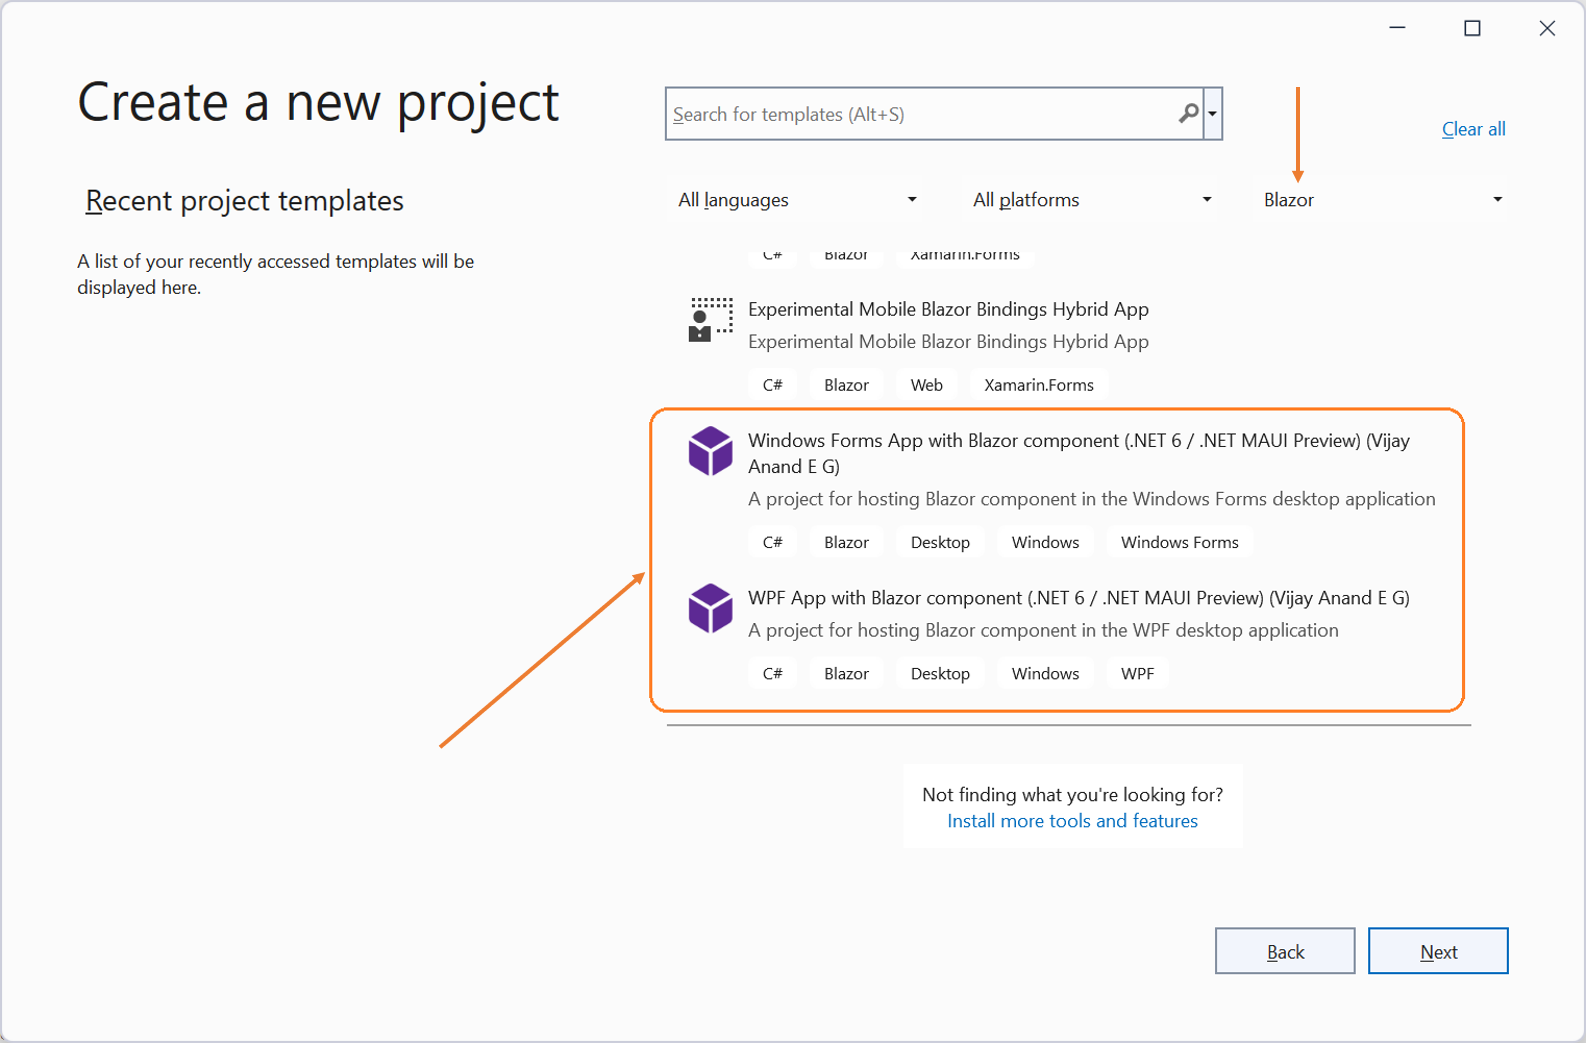 Create a new project
Search for templates (Alt+S)
Clear all
Recent project templates
A list of your recently accessed templates will be
displayed here.
All languages
All platforms
Blazor
C# Blazor Xamarin.Forms
Experimental Mobile Blazor Bindings Hybrid App
Experimental Mobile Blazor Bindings Hybrid App
C# Blazor Web Xamarin.Forms
Windows Forms App with Blazor component (.NET 6 / .NET MAUI Preview) (Vijay
Anand E G)
A project for hosting Blazor component in the Windows Forms desktop application
C# Blazor Desktop Windows Windows Forms
WPF App with Blazor component (.NET 6 / .NET MAUI Preview) (Vijay Anand E G)
A project for hosting Blazor component in the WPF desktop application
C# Blazor Desktop Windows WPF
Not finding what you're looking for?
Install more tools and features
Back
Next